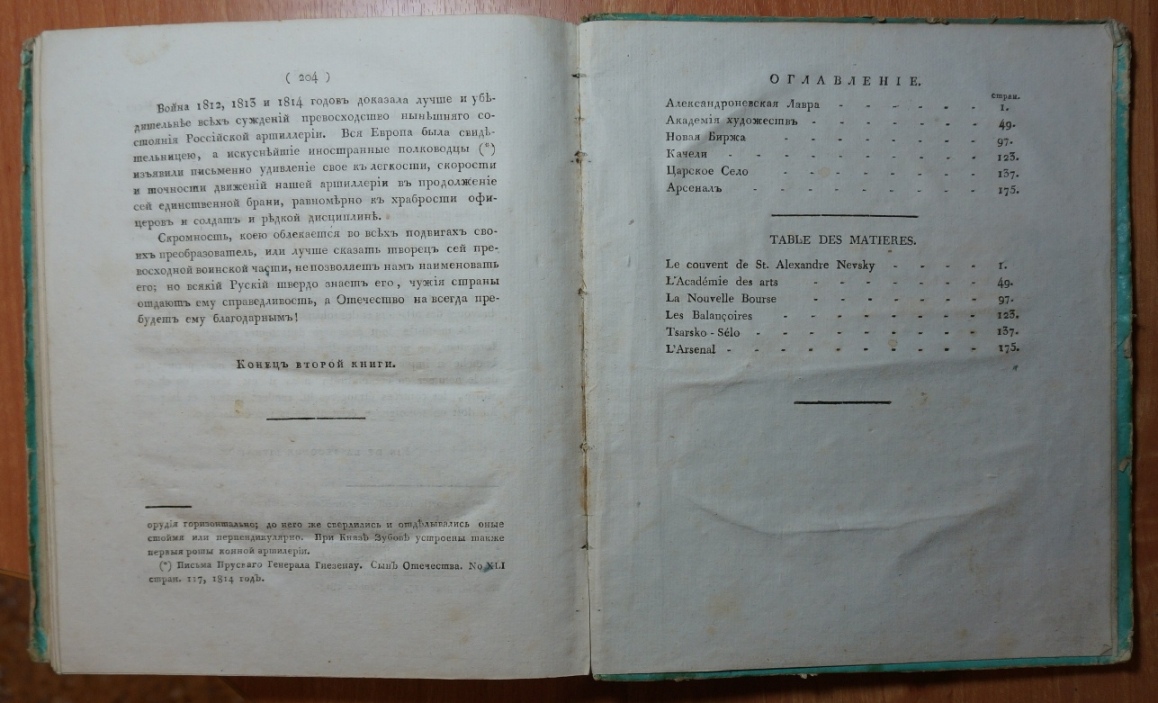 ( 204 )
Война 1812, 1813 и 1814 годовъ доказала лучше и убѣ-
дительнѣе всѣхъ сужденій превосходство нынѣшняго со-
стоянія Россійской артиллеріи. Вся Европа была свидѣ-
тельницею, а искуснѣйшіе иностранные полководцы (*)
изъявили письменно удивленіе свое къ легкости, скорости
и точности движеній нашей артиллеріи въ продолженіе
сей единственной брани, равномѣрно къ храбрости офи-
церовъ и солдатъ и рѣдкой дисциплинѣ.
Скромность, коею облекается во всѣхъ подвигахъ сво-
ихъ преобразователь, или лучше сказать творецъ сей пре-
восходной воинской части, не позволяетъ намъ наименовать
его; но всякій Рускій твердо знаетъ его, чужія страны
отдаютъ ему справедливость, а Отечество на всегда пре-
будетъ ему благодарнымъ!
Конецъ второй книги.
орудія горизонтально; до него же сверлились и отдѣлывались оные
стоймя или перпендикулярно. При Князѣ Зубовѣ устроены также
первыя роты конной артилеріи.
(*) Письма Прускаго Генерала Гнезенау. Сынъ Отечества. No XLI
стран. 117, 1814 годъ.
ОГЛАВЛЕНІЕ.
стран.
Александроневская Лавра - - - - - 1.
Академія художествъ - - - - - - 49.
Новая Биржа - - - - - - - 97.
Качели - - - - - - - - - 123.
Царское Село - - - - - - - 137.
Арсеналъ - - - - - - - - 175.
TABLE DES MATIERES.
Le couvent de St. Alexandre Nevsky - - - - 1.
L'Académie des arts - - - - - - 49.
La Nouvelle Bourse - - - - - - 97.
Les Balançoires - - - - - - - 123.
Tsarsko-Sélo - - - - - - - - 137.
L'Arsenal - - - - - - - - - 175.